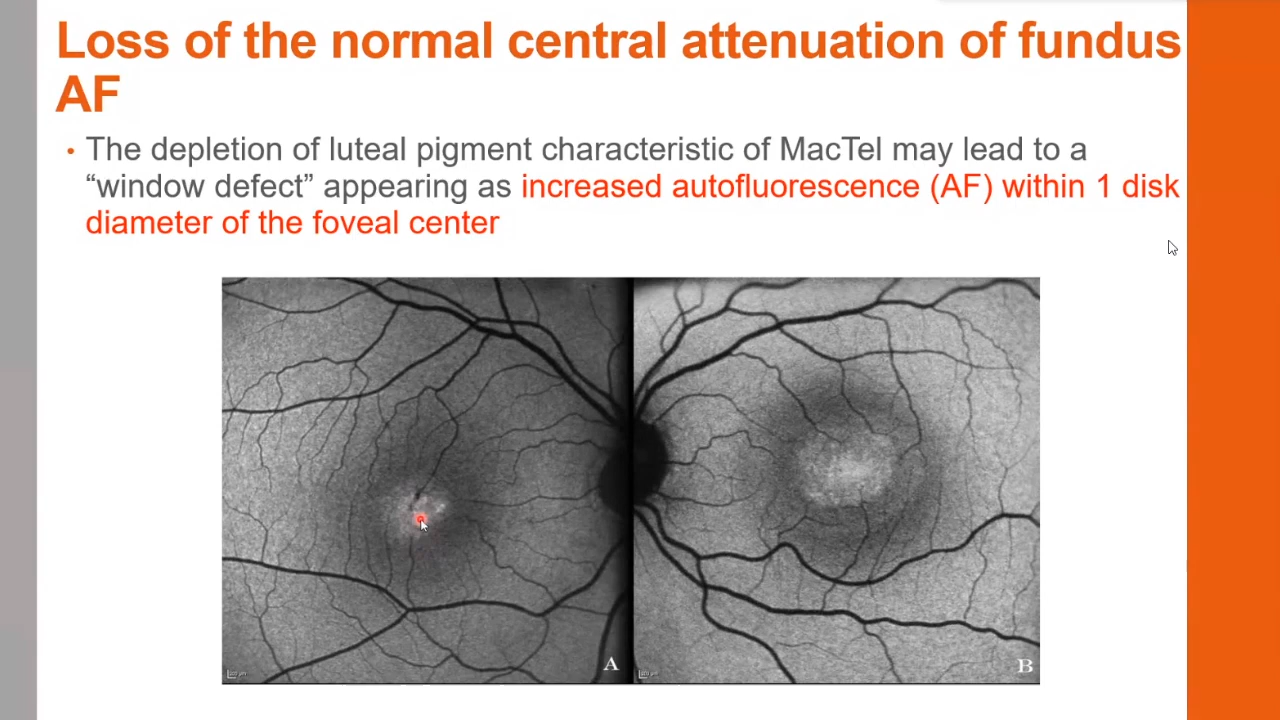 Loss of the normal central attenuation of fundus
AF
• The depletion of luteal pigment characteristic of MacTel may lead to a
“window defect” appearing as increased autofluorescence (AF) within 1 disk
diameter of the foveal center
A
B